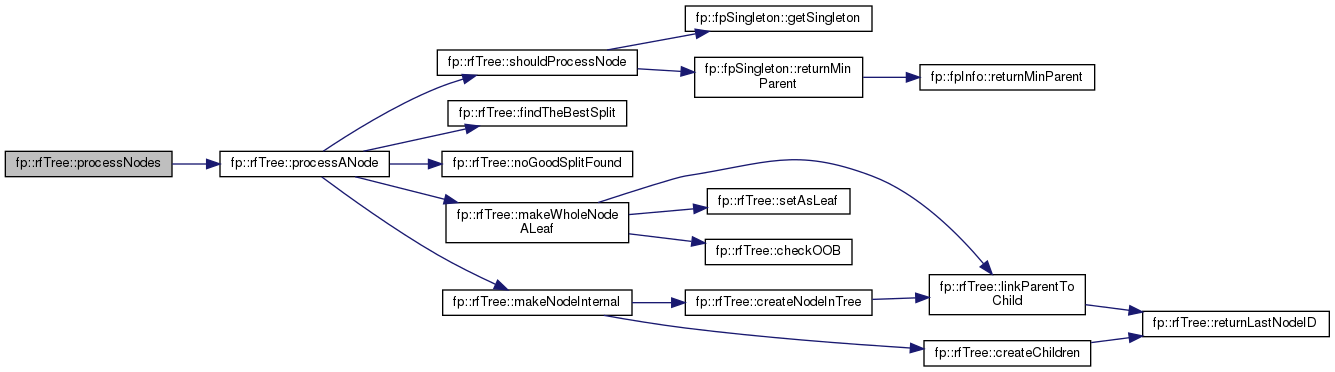 fp::fpSingleton::getSingleton
fp::rfTree::shouldProcessNode
fp::fpSingleton::returnMin
Parent
fp::fpInfo::returnMinParent
fp::rfTree::findTheBestSplit
fp::rfTree::processNodes
fp::rfTree::processANode
fp::rfTree::noGoodSplitFound
fp::rfTree::makeWholeNode
ALeaf
fp::rfTree::setAsLeaf
fp::rfTree::checkOOB
fp::rfTree::makeNodeInternal
fp::rfTree::createNodeInTree
fp::rfTree::linkParentTo
Child
fp::rfTree::returnLastNodeID
fp::rfTree::createChildren